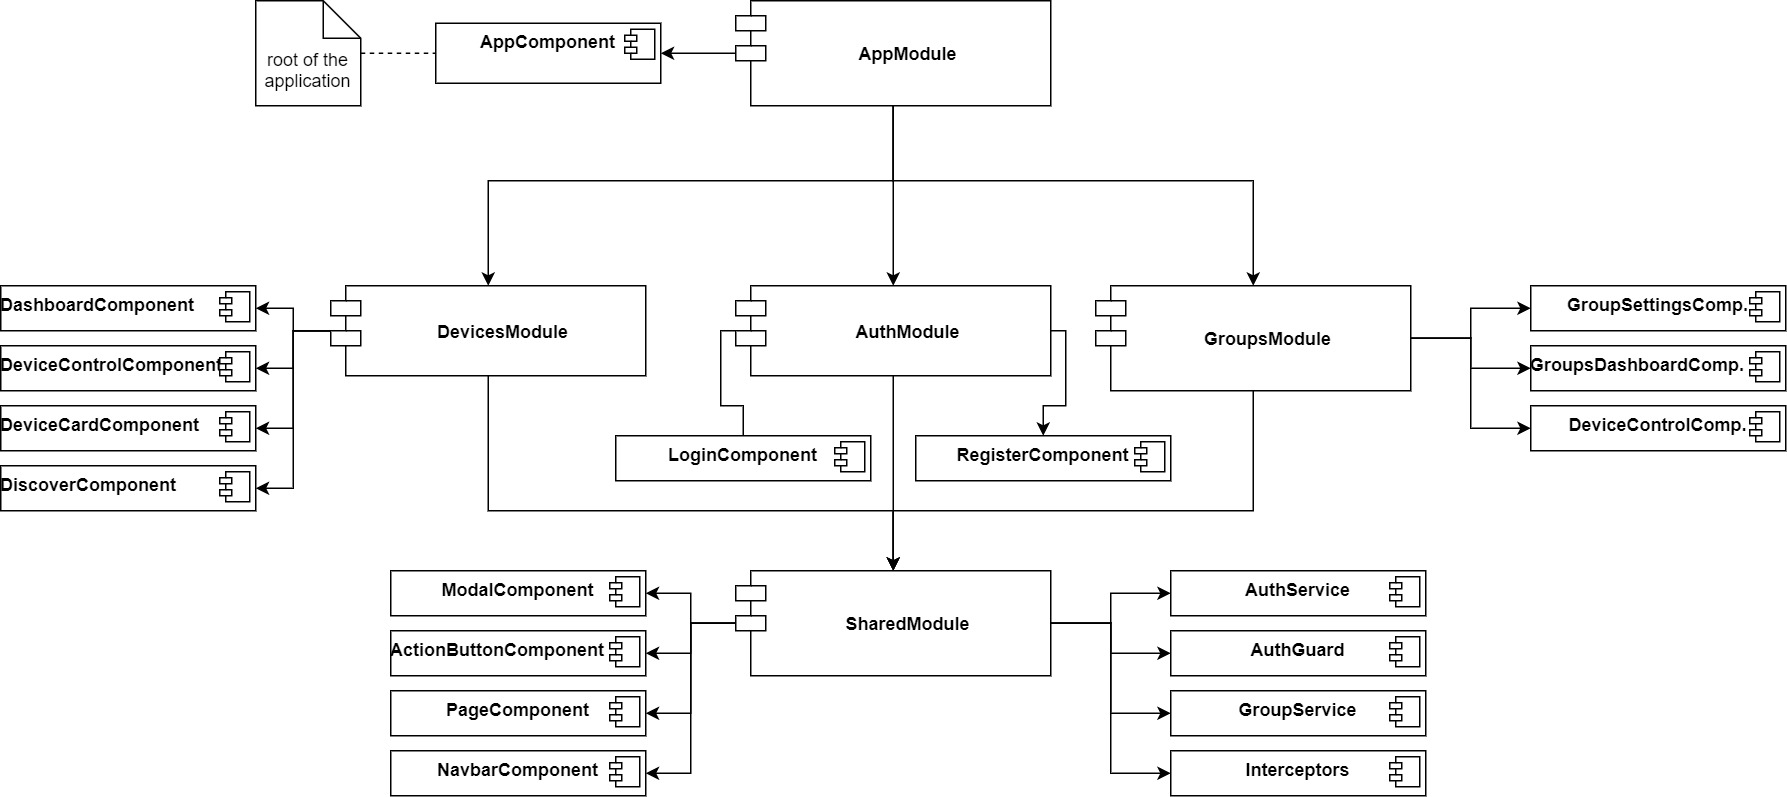 root of the
application
AppComponent
AppModule
DashboardComponent
DeviceControlComponent
DeviceCardComponent
DiscoverComponent
DevicesModule
AuthModule
GroupsModule
GroupSettingsComp.
GroupsDashboardComp.
DeviceControlComp.
LoginComponent
RegisterComponent
ModalComponent
ActionButtonComponent
PageComponent
NavbarComponent
SharedModule
AuthService
AuthGuard
GroupService
Interceptors